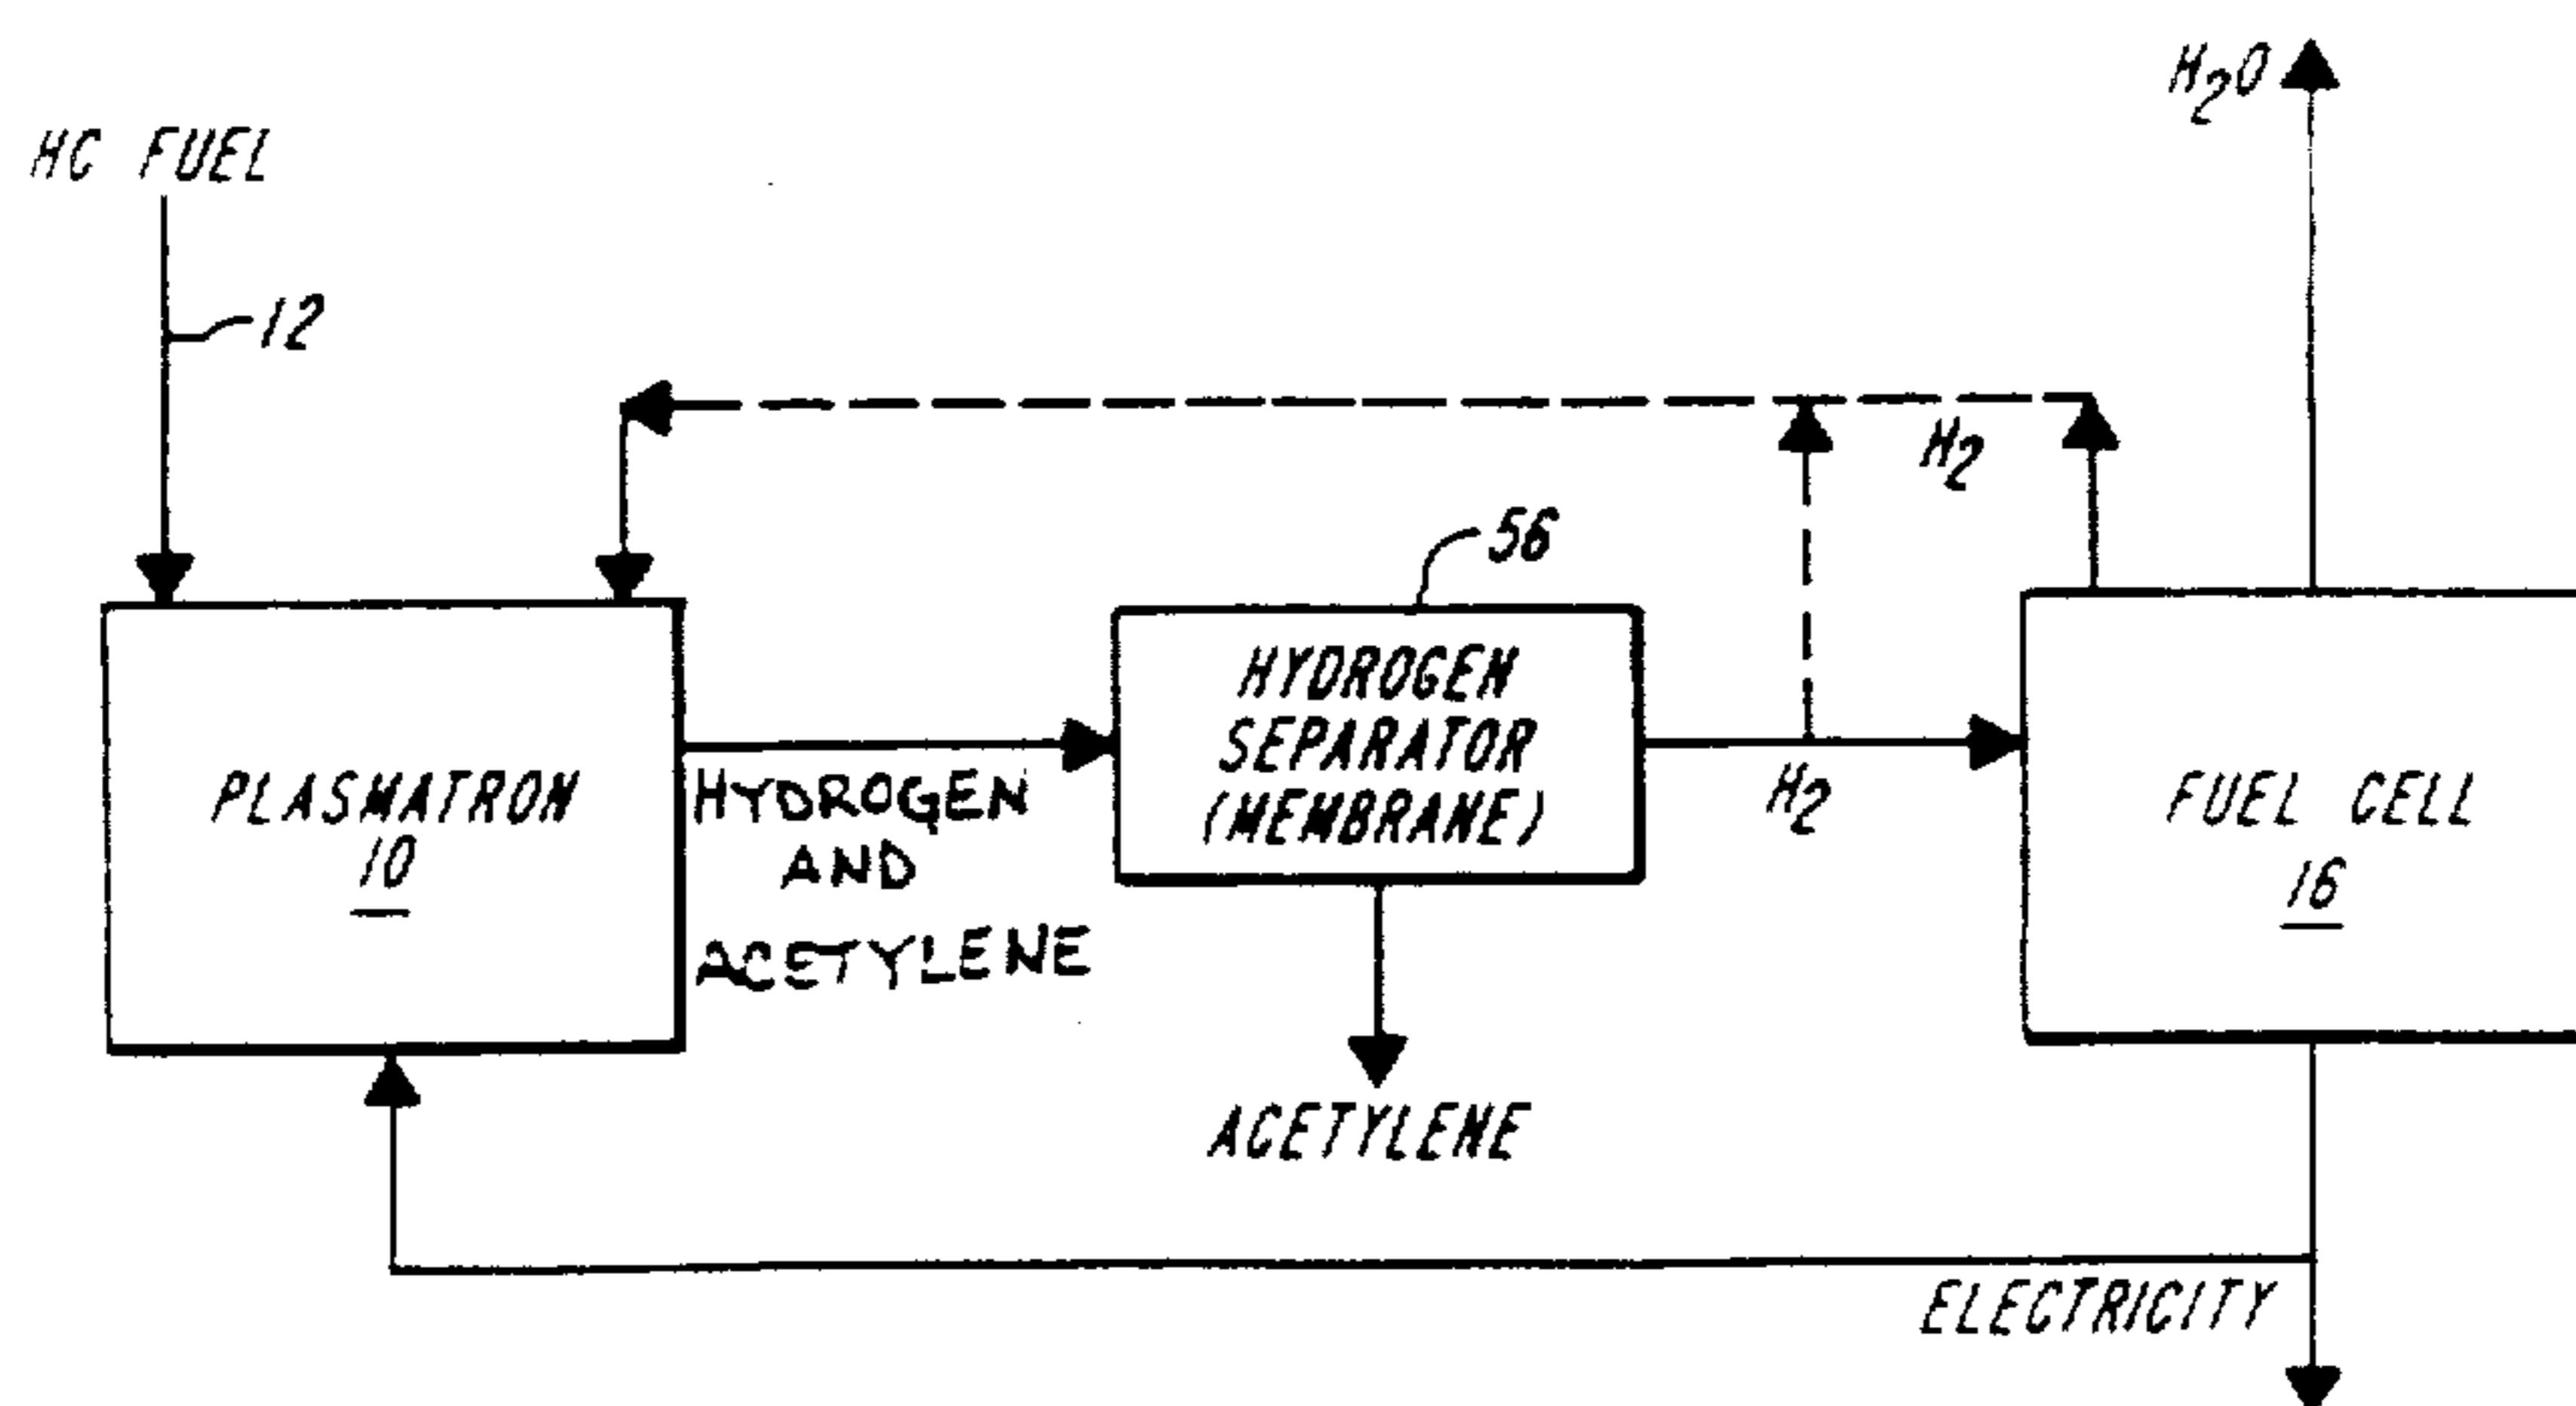 H₂O
HC FUEL
12
H₂
56
HYDROGEN
SEPARATOR
(MEMBRANE)
PLASMATRON
10
HYDROGEN
AND
ACETYLENE
H₂
FUEL CELL
16
ACETYLENE
ELECTRICITY